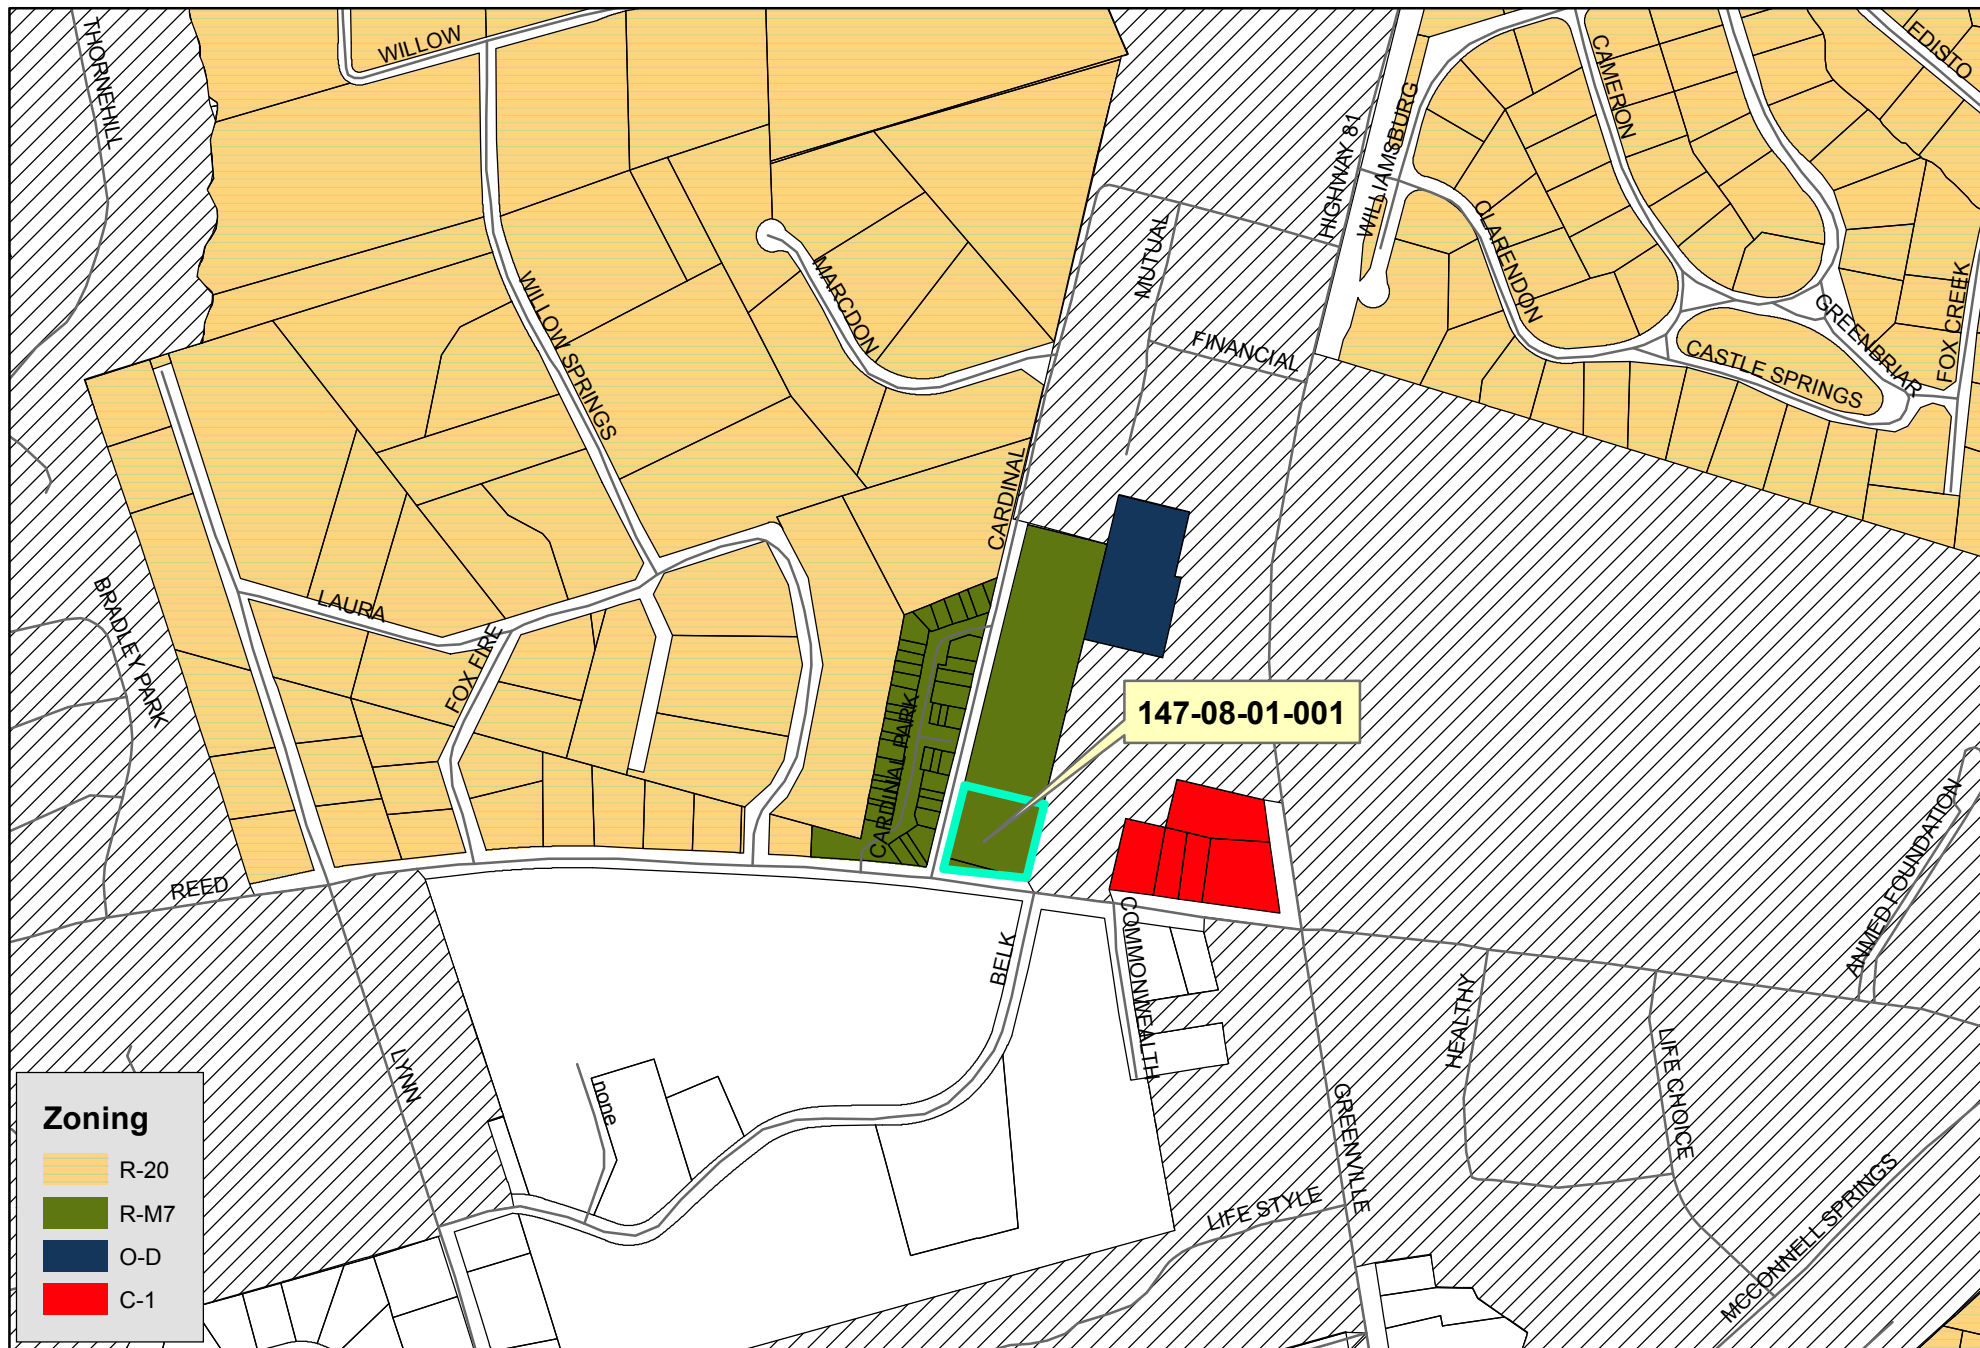 THORNEHILL
WILLOW
EDISTO
CAMERON
WILLIAMSBURG
HIGHWAY 81
CLARENDON
MUTUAL
MARCDON
WILLOW SPRINGS
FINANCIAL
GREENBRIAR
FOX CREEK
CASTLE SPRINGS
CARDINAL
BRADLEY PARK
LAURA
FOX FIRE
147-08-01-001
CARDINAL PARK
REED
ANMED FOUNDATION
BELK
COMMONWEALTH
HEALTHY
LIFE CHOICE
LYNN
none
GREENVILLE
LIFE STYLE
MCCONNELL SPRINGS
Zoning
R-20
R-M7
O-D
C-1